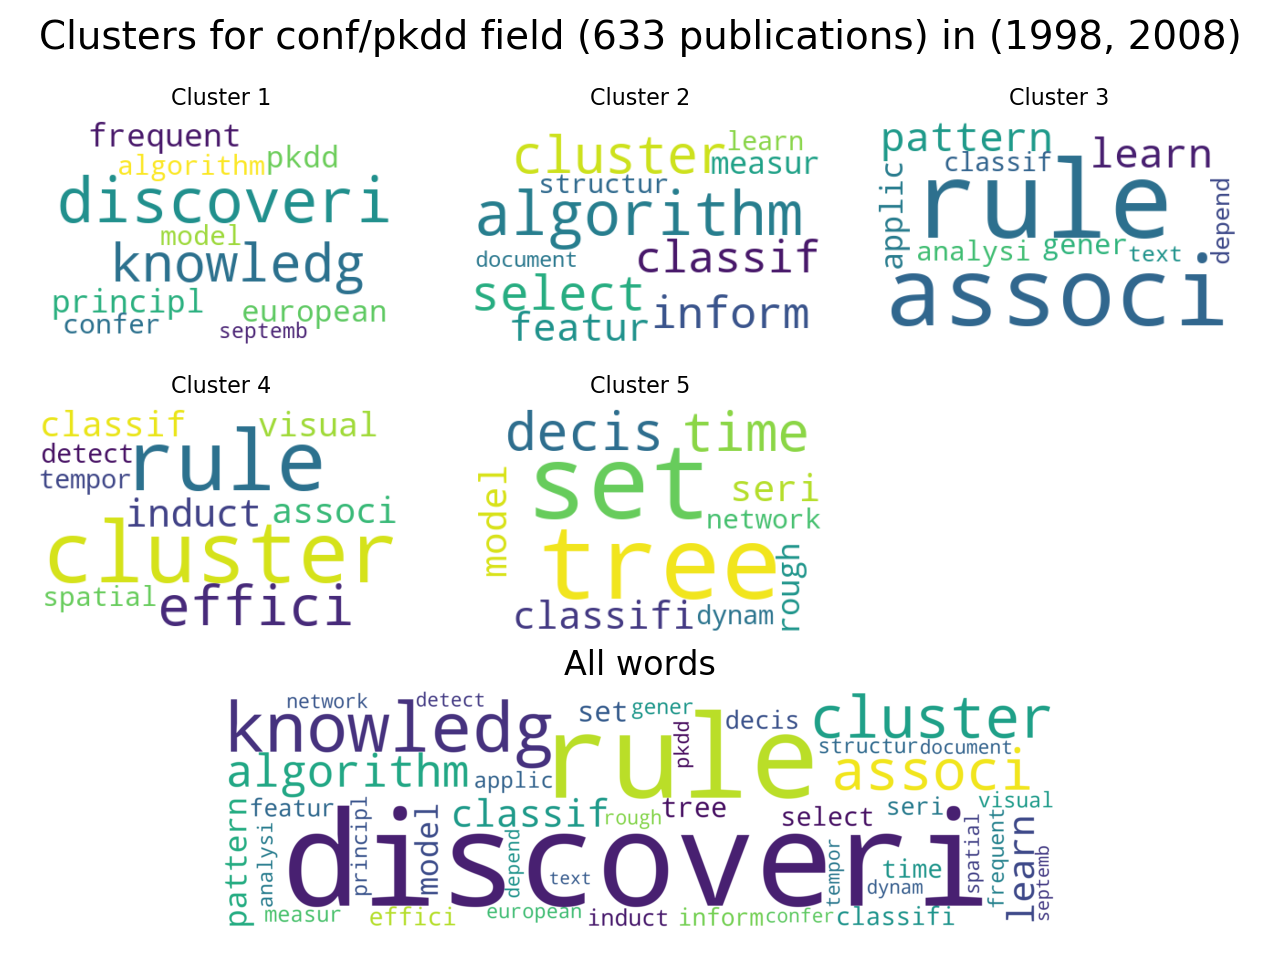 Clusters for conf/pkdd field (633 publications) in (1998, 2008)
Cluster 1
frequent
algorithm pkdd
discoveri
model
knowledg
principl european
confer septemb
Cluster 2
cluster learn
measur
structur
algorithm
document classif
select
featur inform
Cluster 3
pattern learn
classif
applic rule depend
analysi gener text
associ
Cluster 4
classif visual
detect rule
tempor
induct associ
cluster
spatial effici
Cluster 5
decis time
set
model seri
network
tree
rough
classifi dynam
All words
network detect
knowledg set gener decis cluster
rule pkdd structur document
algorithm applic associ
featur classif rough tree select seri visual
pattern analysi discoveri principl model depend text tempor time dynam spatial frequent learn septemb
measur effici european induct inform confer classifi